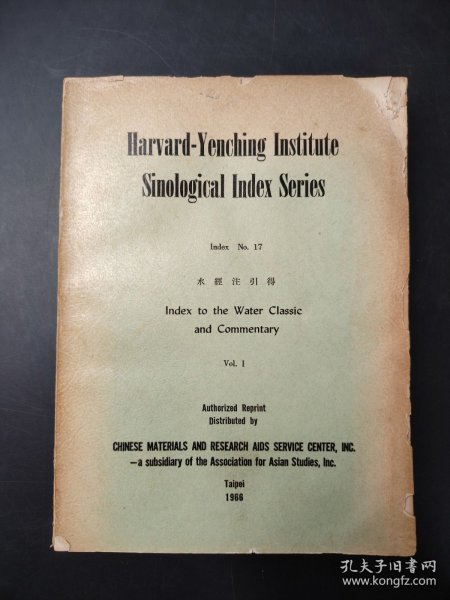 Harvard-Yenching Institute
Sinological Index Series
Index No. 17
水經注引得
Index to the Water Classic
and Commentary
Vol. 1
Authorized Reprint
Distributed by
CHINESE MATERIALS AND RESEARCH AIDS SERVICE CENTER, INC.
—a subsidiary of the Association for Asian Studies, Inc.
Taipei
1966
孔夫子旧书网
www.kongfz.com